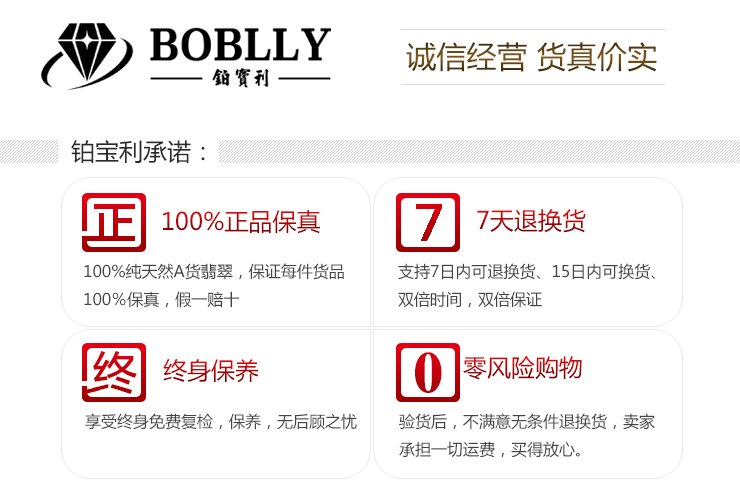 BOBLLY
鉑寶利
诚信经营 货真价实
铂宝利承诺：
正
100%正品保真
100%纯天然A货翡翠，保证每件货品
100%保真，假一赔十
7
7天退换货
支持7日内可退换货、15日内可换货、
双倍时间，双倍保证
终
终身保养
享受终身免费复检，保养，无后顾之忧
0
零风险购物
验货后，不满意无条件退换货，卖家
承担一切运费，买得放心。